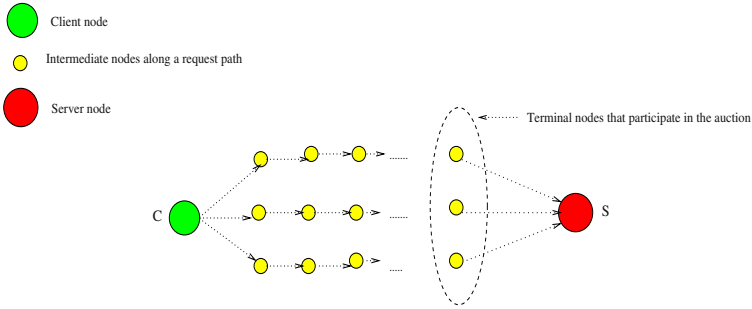 Client node
Intermediate nodes along a request path
Server node
Terminal nodes that participate in the auction
C
S